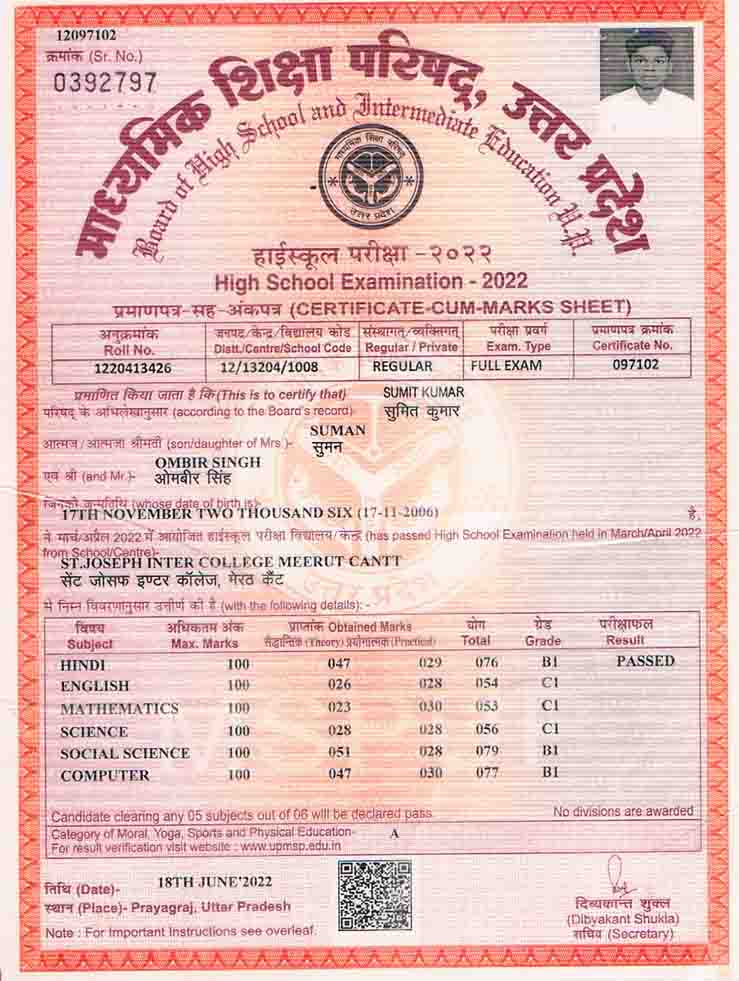 12097102
क्रमांक (Sr. No.)
0392797
माध्यमिक शिक्षा परिषद्, उत्तर प्रदेश
Board of High School and Intermediate Education U.P.
माध्यमिक शिक्षा परिषद्
उत्तर प्रदेश
हाईस्कूल परीक्षा - २०२२
High School Examination - 2022
प्रमाणपत्र-सह-अंकपत्र (CERTIFICATE-CUM-MARKS SHEET)
अनुक्रमांक जनपद/केन्द्र/विद्यालय कोड संस्थागत/व्यक्तिगत परीक्षा प्रवर्ग प्रमाणपत्र क्रमांक
Roll No. Distt./Centre/School Code Regular / Private Exam. Type Certificate No.
1220413426 12/13204/1008 REGULAR FULL EXAM 097102
प्रमाणित किया जाता है कि (This is to certify that) SUMIT KUMAR
परिषद् के अभिलेखानुसार (according to the Board's record) सुमित कुमार
SUMAN
आत्मज / आत्मजा श्रीमती (son/daughter of Mrs.)- सुमन
OMBIR SINGH
एवं श्री (and Mr.)- ओमबीर सिंह
जिनकी जन्मतिथि (whose date of birth is)-
17TH NOVEMBER TWO THOUSAND SIX (17-11-2006) है,
ने मार्च/अप्रैल 2022 में आयोजित हाईस्कूल परीक्षा विद्यालय/केन्द्र (has passed High School Examination held in March/April 2022
from School/Centre)-
ST.JOSEPH INTER COLLEGE MEERUT CANTT
सेंट जोसफ इण्टर कॉलेज, मेरठ कैंट
में निम्न विवरणानुसार उत्तीर्ण की है (with the following details): -
विषय अधिकतम अंक प्राप्तांक Obtained Marks योग ग्रेड परीक्षाफल
Subject Max. Marks सैद्धान्तिक (Theory) प्रयोगात्मक (Practical) Total Grade Result
HINDI 100 047 029 076 B1 PASSED
ENGLISH 100 026 028 054 C1
MATHEMATICS 100 023 030 053 C1
SCIENCE 100 028 028 056 C1
SOCIAL SCIENCE 100 051 028 079 B1
COMPUTER 100 047 030 077 B1
Candidate clearing any 05 subjects out of 06 will be declared pass. No divisions are awarded
Category of Moral, Yoga, Sports and Physical Education- A
For result verification visit website : www.upmsp.edu.in
तिथि (Date)- 18TH JUNE'2022
स्थान (Place)- Prayagraj, Uttar Pradesh
Note : For Important Instructions see overleaf.
दिव्यकान्त शुक्ल
(Dibyakant Shukla)
सचिव (Secretary)